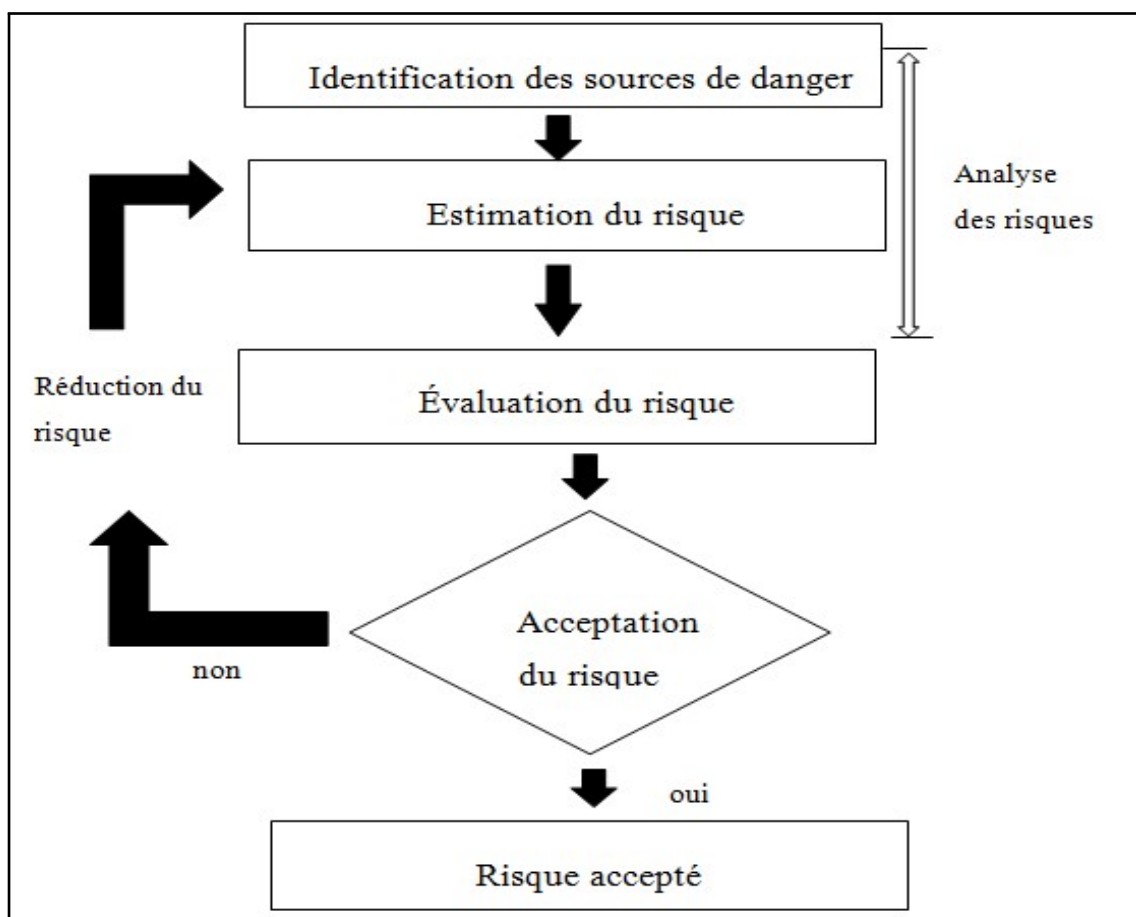 Identification des sources de danger
Estimation du risque
Analyse
des risques
Évaluation du risque
Réduction du
risque
Acceptation
du risque
non
oui
Risque accepté